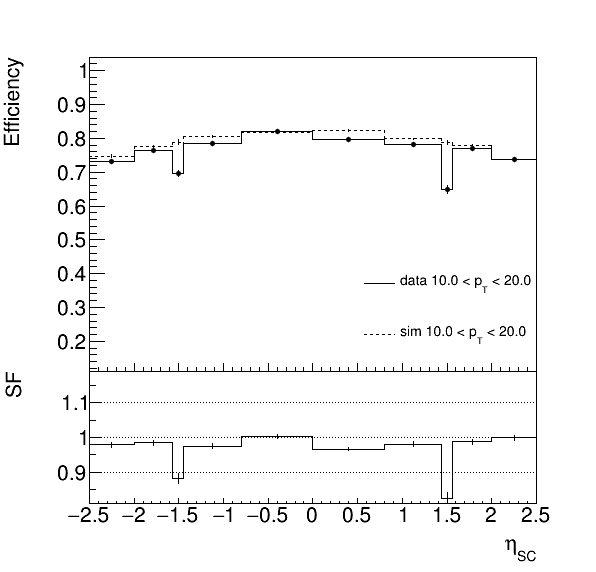 Efficiency
1
0.9
0.8
0.7
0.6
0.5
0.4
0.3
0.2
data 10.0 < p_T < 20.0
sim 10.0 < p_T < 20.0
SF
1.1
1
0.9
−2.5 −2 −1.5 −1 −0.5 0 0.5 1 1.5 2 2.5
η_SC